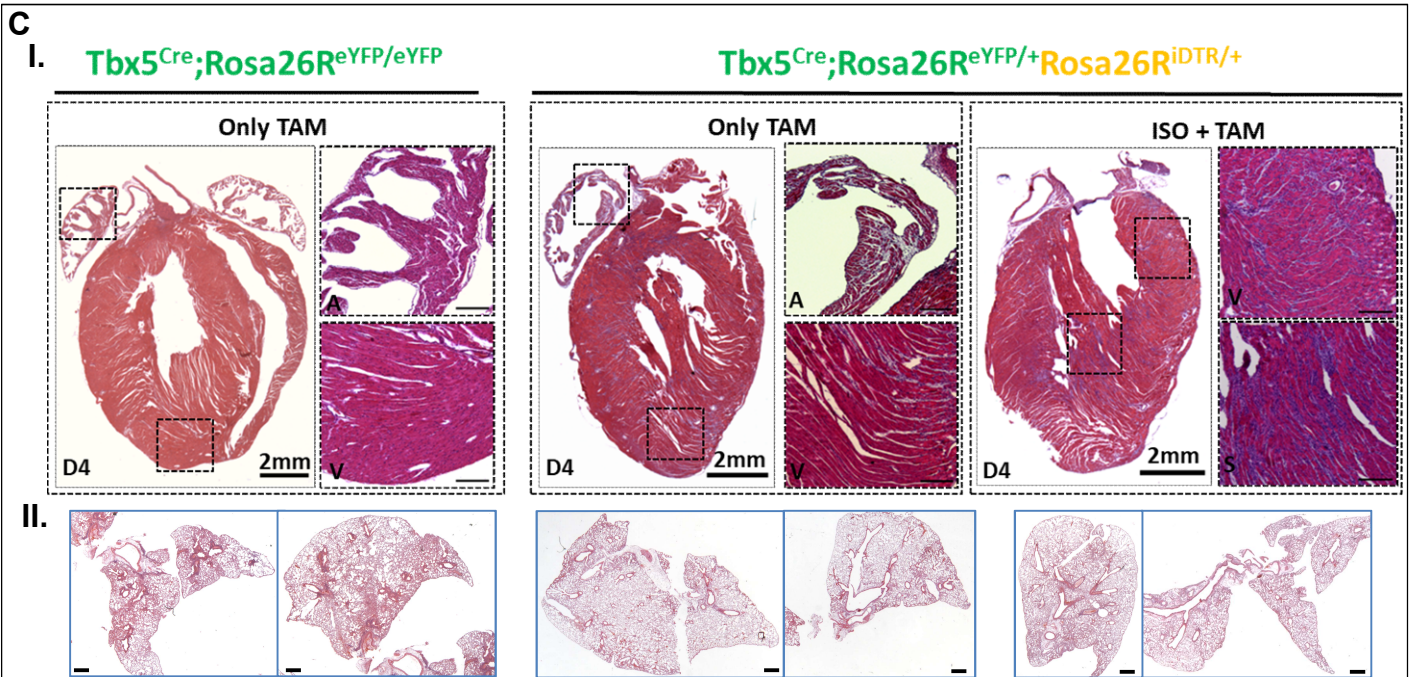 C
I.
Tbx5Cre;Rosa26ReYFP/eYFP
Tbx5Cre;Rosa26ReYFP/+Rosa26RiDTR/+
Only TAM
Only TAM
ISO + TAM
A
A
V
D4
2mm
V
D4
2mm
V
D4
2mm
S
II.